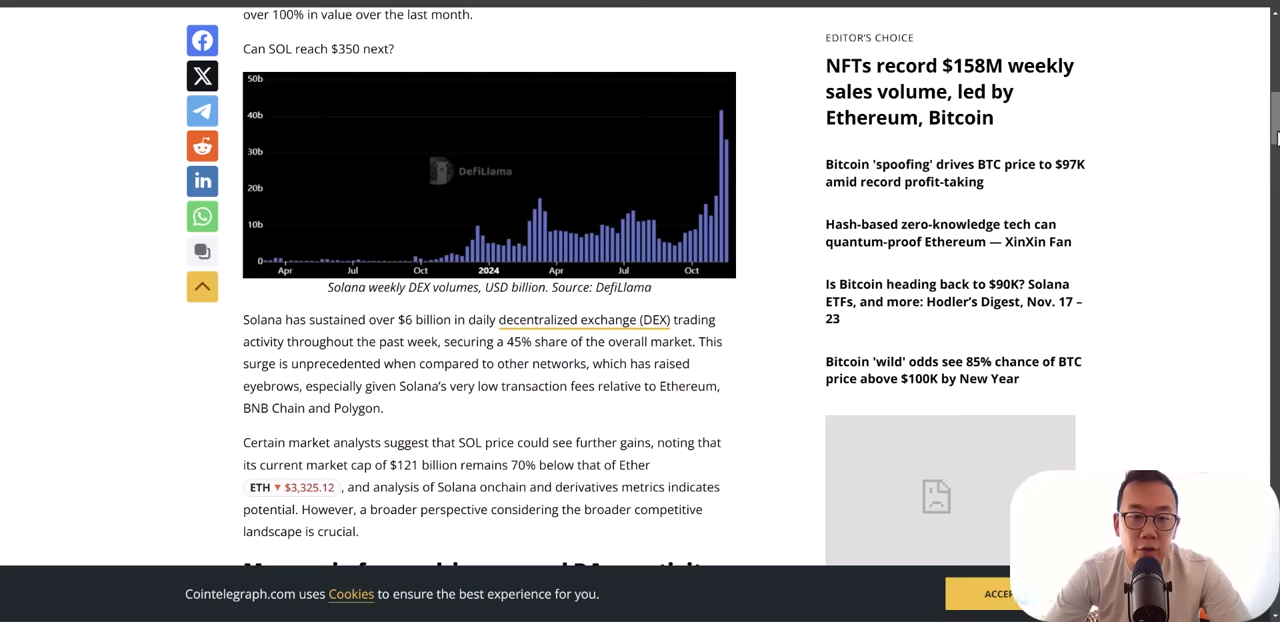 over 100% in value over the last month.
Can SOL reach $350 next?
50b
40b
30b
20b
10b
0
DefiLlama
Apr
Jul
Oct
2024
Apr
Jul
Oct
Solana weekly DEX volumes, USD billion. Source: DefiLlama
Solana has sustained over $6 billion in daily decentralized exchange (DEX) trading
activity throughout the past week, securing a 45% share of the overall market. This
surge is unprecedented when compared to other networks, which has raised
eyebrows, especially given Solana’s very low transaction fees relative to Ethereum,
BNB Chain and Polygon.
Certain market analysts suggest that SOL price could see further gains, noting that
its current market cap of $121 billion remains 70% below that of Ether
ETH ▼ $3,325.12 , and analysis of Solana onchain and derivatives metrics indicates
potential. However, a broader perspective considering the broader competitive
landscape is crucial.
EDITOR’S CHOICE
NFTs record $158M weekly
sales volume, led by
Ethereum, Bitcoin
Bitcoin 'spoofing' drives BTC price to $97K
amid record profit-taking
Hash-based zero-knowledge tech can
quantum-proof Ethereum — XinXin Fan
Is Bitcoin heading back to $90K? Solana
ETFs, and more: Hodler’s Digest, Nov. 17 –
23
Bitcoin 'wild' odds see 85% chance of BTC
price above $100K by New Year
Cointelegraph.com uses Cookies to ensure the best experience for you.